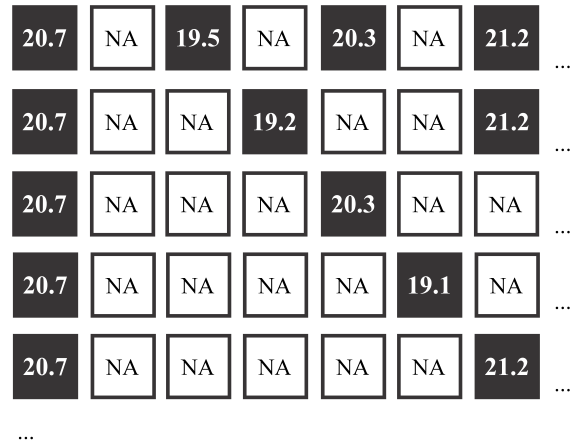 20.7 NA 19.5 NA 20.3 NA 21.2 ...
20.7 NA NA 19.2 NA NA 21.2 ...
20.7 NA NA NA 20.3 NA NA ...
20.7 NA NA NA NA 19.1 NA ...
20.7 NA NA NA NA NA 21.2 ...
...